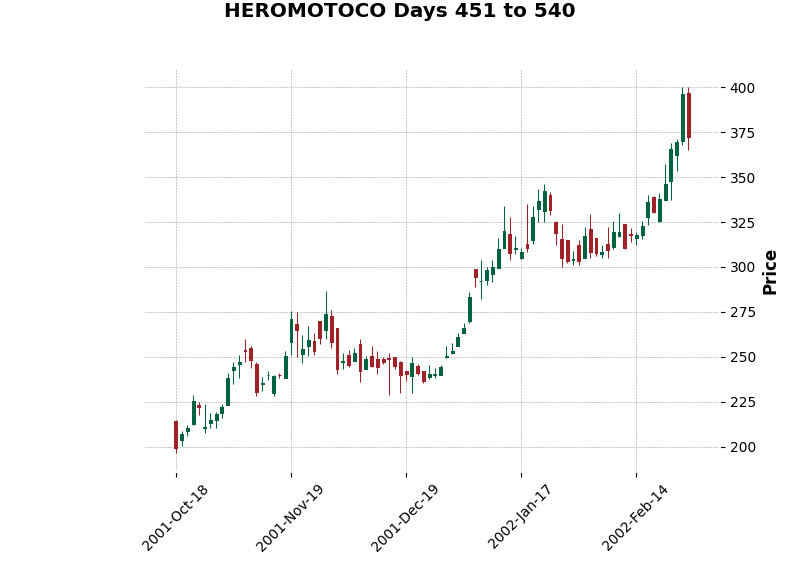 HEROMOTOCO Days 451 to 540
400
375
350
325
300
275
250
225
200
Price
2001-Oct-18
2001-Nov-19
2001-Dec-19
2002-Jan-17
2002-Feb-14